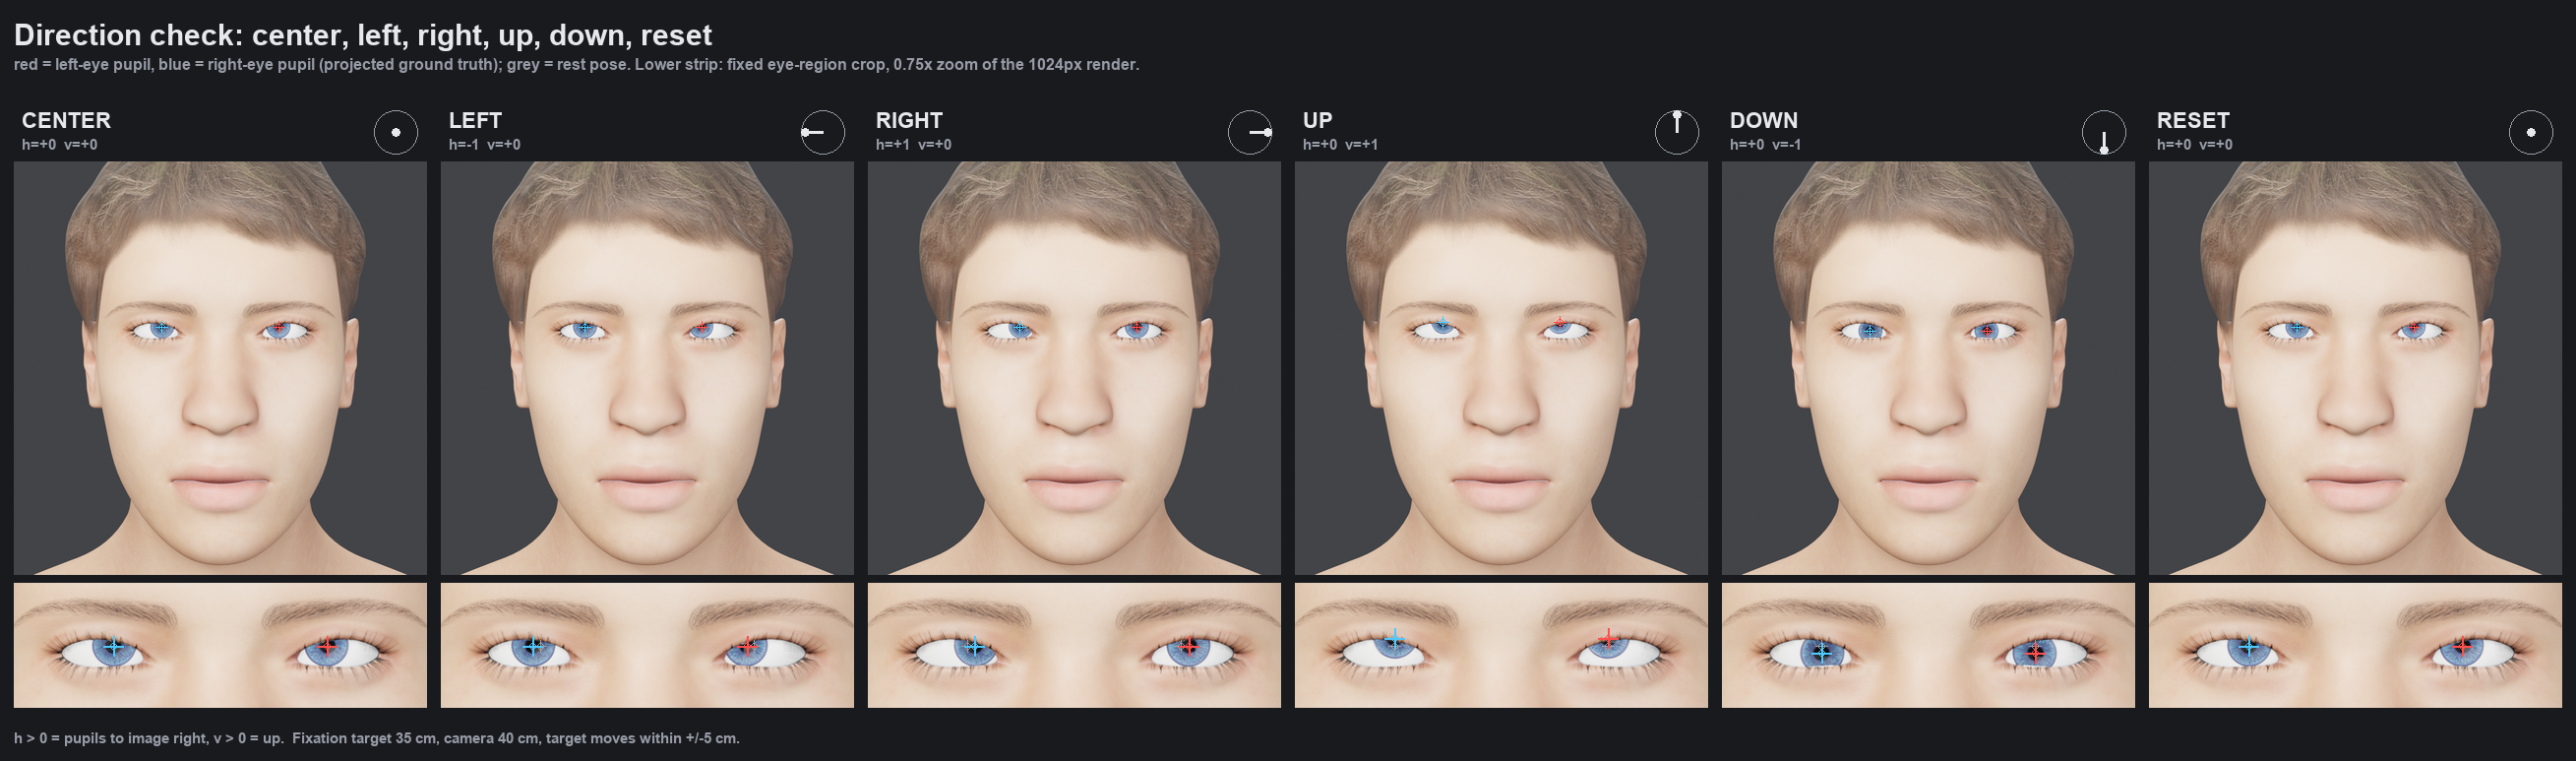 Direction check: center, left, right, up, down, reset
red = left-eye pupil, blue = right-eye pupil (projected ground truth); grey = rest pose. Lower strip: fixed eye-region crop, 0.75x zoom of the 1024px render.
CENTER
h=+0 v=+0
LEFT
h=-1 v=+0
RIGHT
h=+1 v=+0
UP
h=+0 v=+1
DOWN
h=+0 v=-1
RESET
h=+0 v=+0
h > 0 = pupils to image right, v > 0 = up. Fixation target 35 cm, camera 40 cm, target moves within +/-5 cm.